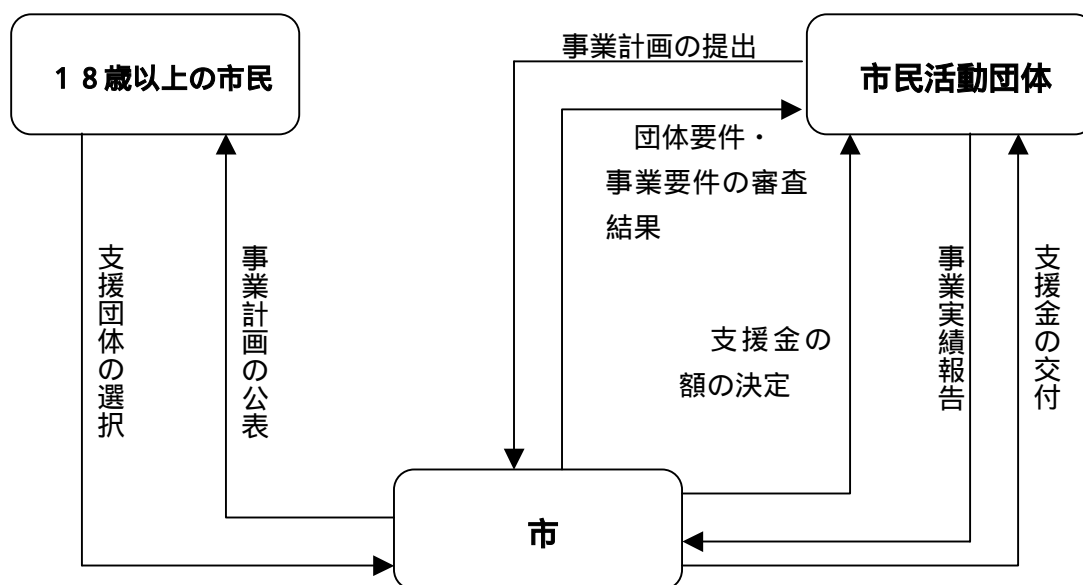 １８歳以上の市民
事業計画の提出
市民活動団体
団体要件・
事業要件の審査
結果
支援団体の選択
事業計画の公表
支援金の
額の決定
事業実績報告
支援金の交付
市